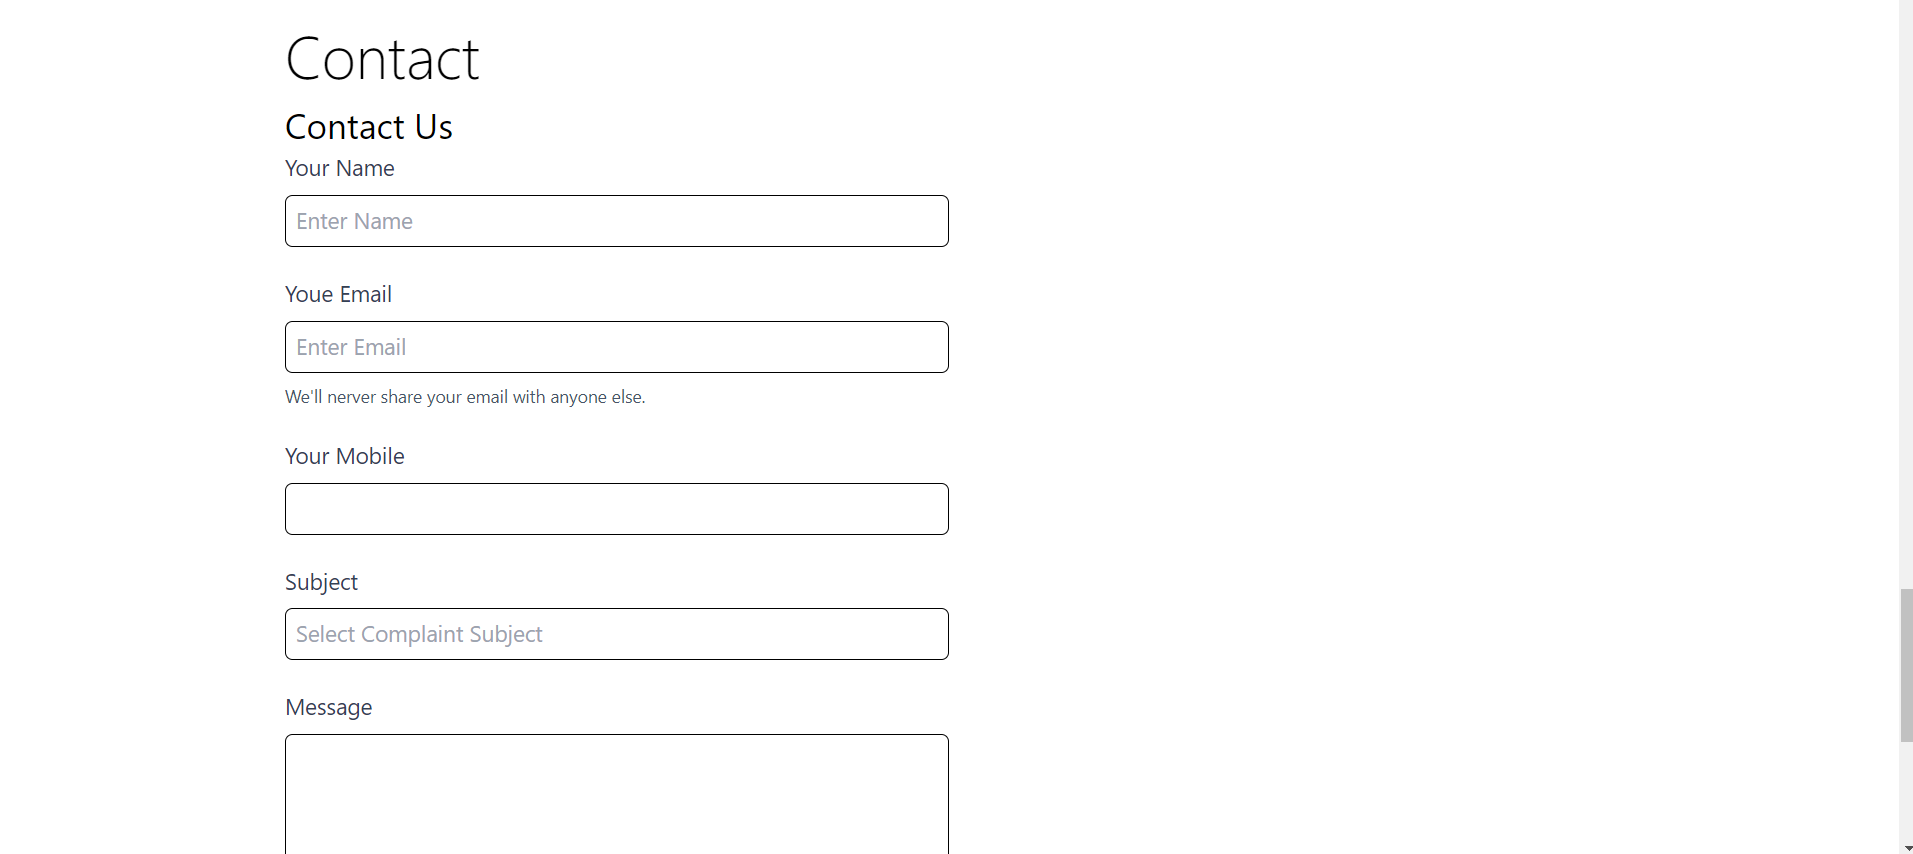 Contact
Contact Us
Your Name
Enter Name
Youe Email
Enter Email
We'll nerver share your email with anyone else.
Your Mobile
Subject
Select Complaint Subject
Message